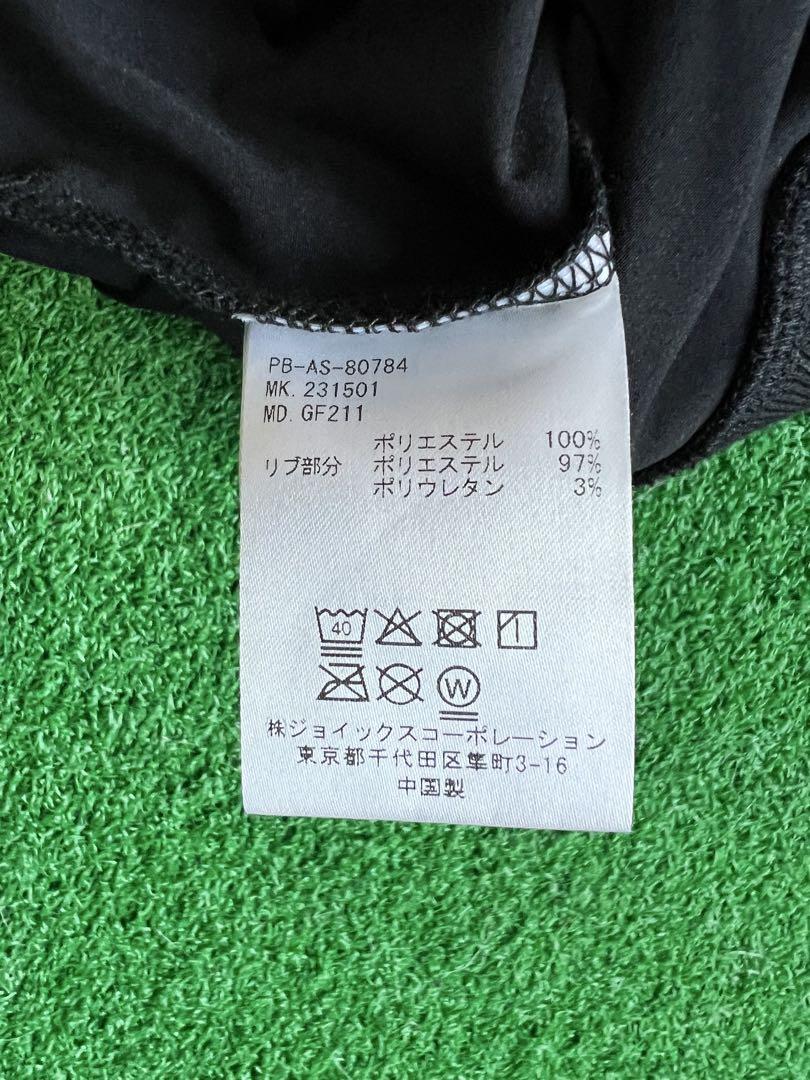 PB-AS-80784
MK. 231501
MD. GF211
ポリエステル 100%
リブ部分 ポリエステル 97%
ポリウレタン 3%
40
W
株ジョイックスコーポレーション
東京都千代田区隼町3-16
中国製